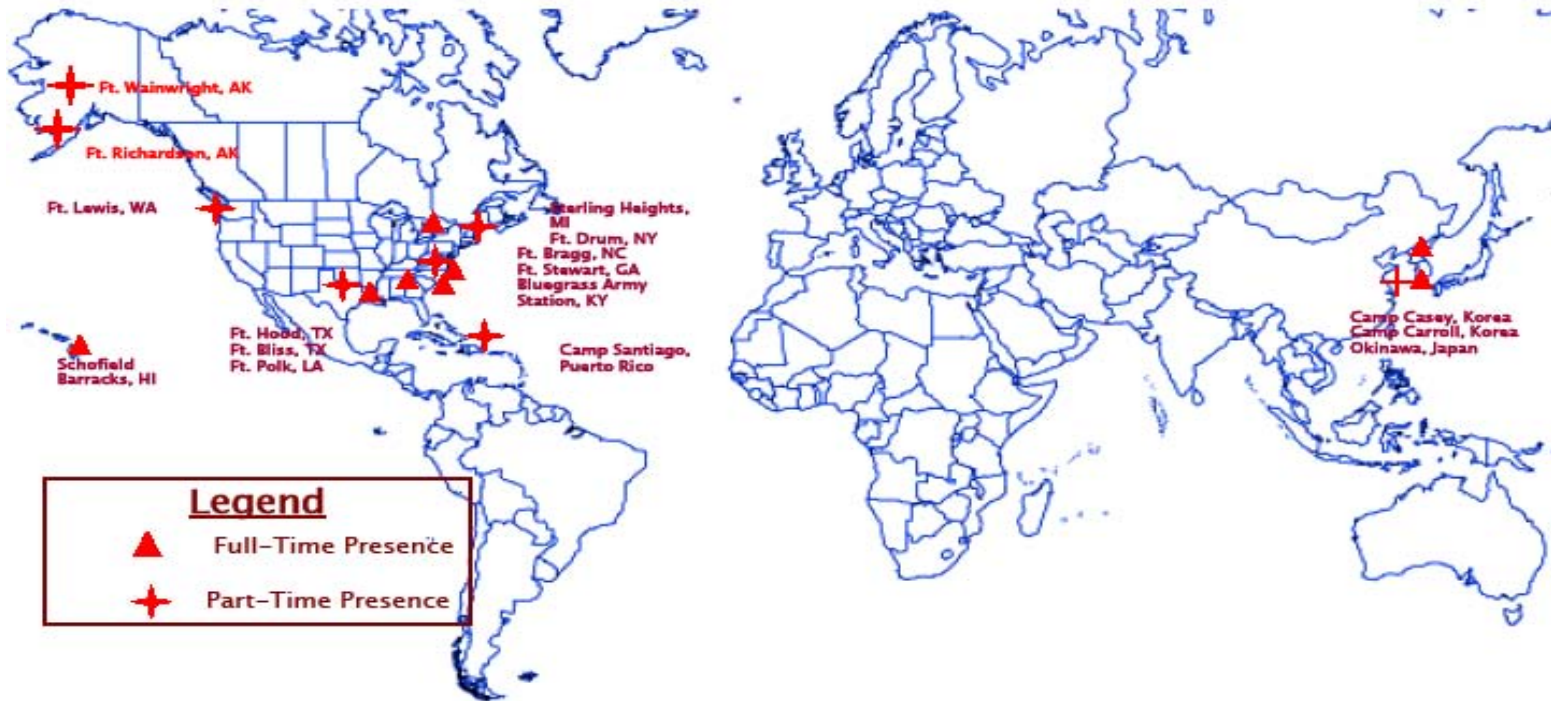 Ft. Wainwright, AK
Ft. Richardson, AK
Ft. Lewis, WA
Sterling Heights,
MI
Ft. Drum, NY
Ft. Bragg, NC
Ft. Stewart, GA
Bluegrass Army
Station, KY
Schofield
Barracks, HI
Ft. Hood, TX
Ft. Bliss, TX
Ft. Polk, LA
Camp Santiago,
Puerto Rico
Camp Casey, Korea
Camp Carroll, Korea
Okinawa, Japan
Legend
Full-Time Presence
Part-Time Presence